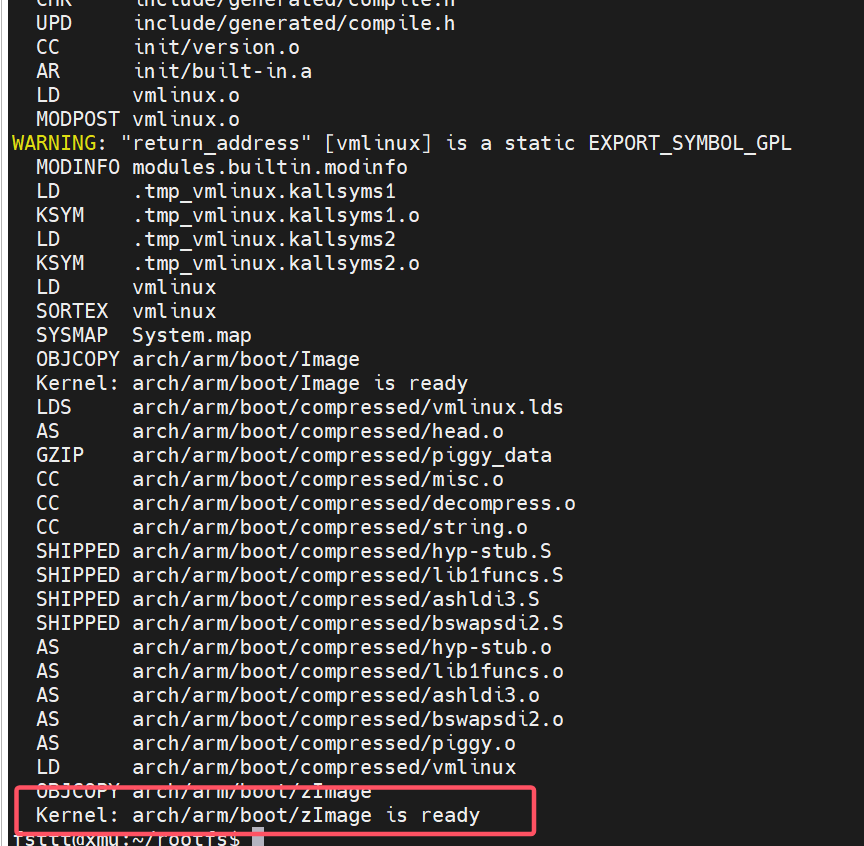 CHK     include/generated/compile.h
UPD     include/generated/compile.h
CC      init/version.o
AR      init/built-in.a
LD      vmlinux.o
MODPOST vmlinux.o
WARNING: "return_address" [vmlinux] is a static EXPORT_SYMBOL_GPL
MODINFO modules.builtin.modinfo
LD      .tmp_vmlinux.kallsyms1
KSYM    .tmp_vmlinux.kallsyms1.o
LD      .tmp_vmlinux.kallsyms2
KSYM    .tmp_vmlinux.kallsyms2.o
LD      vmlinux
SORTEX  vmlinux
SYSMAP  System.map
OBJCOPY arch/arm/boot/Image
Kernel: arch/arm/boot/Image is ready
LDS     arch/arm/boot/compressed/vmlinux.lds
AS      arch/arm/boot/compressed/head.o
GZIP    arch/arm/boot/compressed/piggy_data
CC      arch/arm/boot/compressed/misc.o
CC      arch/arm/boot/compressed/decompress.o
CC      arch/arm/boot/compressed/string.o
SHIPPED arch/arm/boot/compressed/hyp-stub.S
SHIPPED arch/arm/boot/compressed/lib1funcs.S
SHIPPED arch/arm/boot/compressed/ashldi3.S
SHIPPED arch/arm/boot/compressed/bswapsdi2.S
AS      arch/arm/boot/compressed/hyp-stub.o
AS      arch/arm/boot/compressed/lib1funcs.o
AS      arch/arm/boot/compressed/ashldi3.o
AS      arch/arm/boot/compressed/bswapsdi2.o
AS      arch/arm/boot/compressed/piggy.o
LD      arch/arm/boot/compressed/vmlinux
OBJCOPY arch/arm/boot/zImage
Kernel: arch/arm/boot/zImage is ready
:~/rootfs$